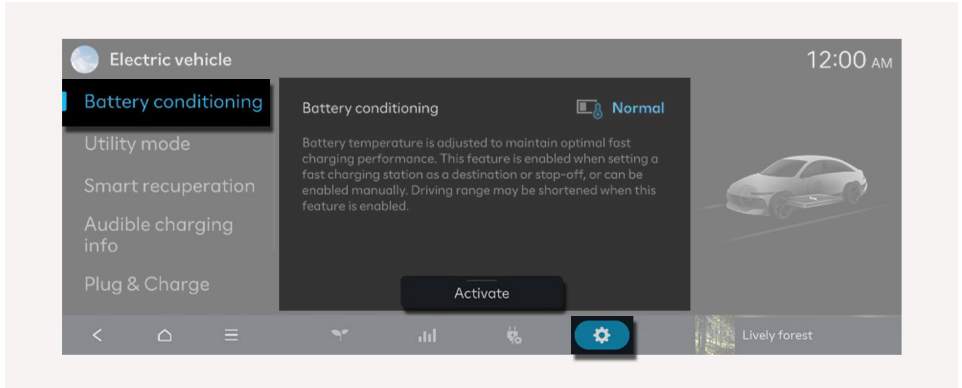 Electric vehicle
12:00 AM
Battery conditioning
Utility mode
Smart recuperation
Audible charging
info
Plug & Charge
Battery conditioning
Normal
Battery temperature is adjusted to maintain optimal fast
charging performance. This feature is enabled when setting a
fast charging station as a destination or stop-off, or can be
enabled manually. Driving range may be shortened when this
feature is enabled.
Activate
Lively forest